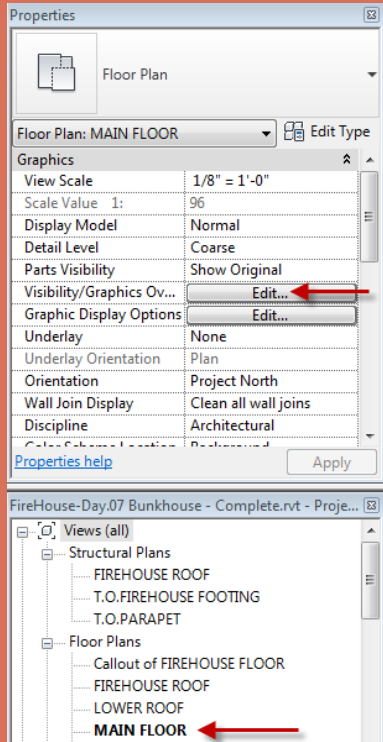 Properties
Floor Plan
Floor Plan: MAIN FLOOR Edit Type
Graphics
View Scale 1/8" = 1'-0"
Scale Value 1: 96
Display Model Normal
Detail Level Coarse
Parts Visibility Show Original
Visibility/Graphics Ov... Edit...
Graphic Display Options Edit...
Underlay None
Underlay Orientation Plan
Orientation Project North
Wall Join Display Clean all wall joins
Discipline Architectural
Color Scheme Location Background
Properties help Apply
FireHouse-Day.07 Bunkhouse - Complete.rvt - Proje...
Views (all)
Structural Plans
FIREHOUSE ROOF
T.O.FIREHOUSE FOOTING
T.O.PARAPET
Floor Plans
Callout of FIREHOUSE FLOOR
FIREHOUSE ROOF
LOWER ROOF
MAIN FLOOR